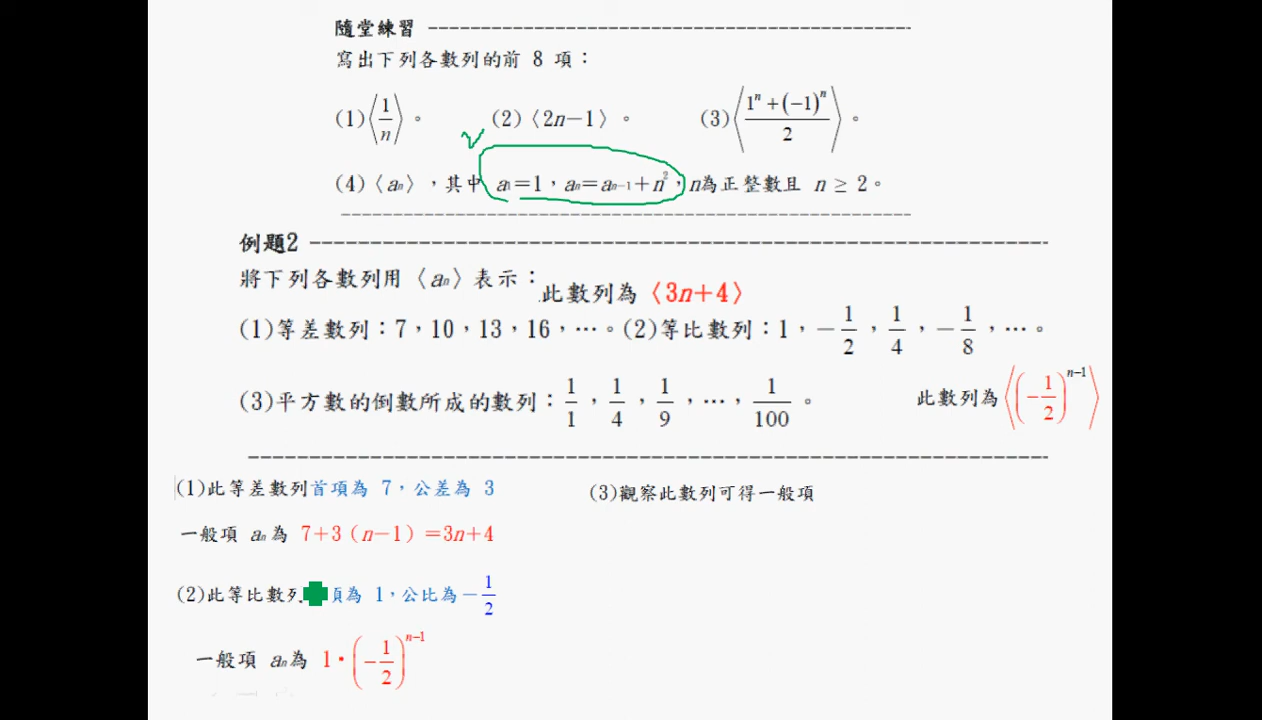 隨堂練習
寫出下列各數列的前 8 項：
(1)〈1/n〉。 (2)〈2n−1〉。 (3)〈(1ⁿ+(−1)ⁿ)/2〉。
(4)〈aₙ〉，其中 a₁=1，aₙ=aₙ₋₁+n²，n為正整數且 n ≥ 2。
例題2
將下列各數列用〈aₙ〉表示：
此數列為〈3n+4〉
(1)等差數列：7，10，13，16，…。(2)等比數列：1，−1/2，1/4，−1/8，…。
(3)平方數的倒數所成的數列：1/1，1/4，1/9，…，1/100。
此數列為〈(−1/2)ⁿ⁻¹〉
(1)此等差數列首項為 7，公差為 3
一般項 aₙ為 7+3（n−1）=3n+4
(2)此等比數列 項為 1，公比為−1/2
一般項 aₙ為 1·(−1/2)ⁿ⁻¹
(3)觀察此數列可得一般項